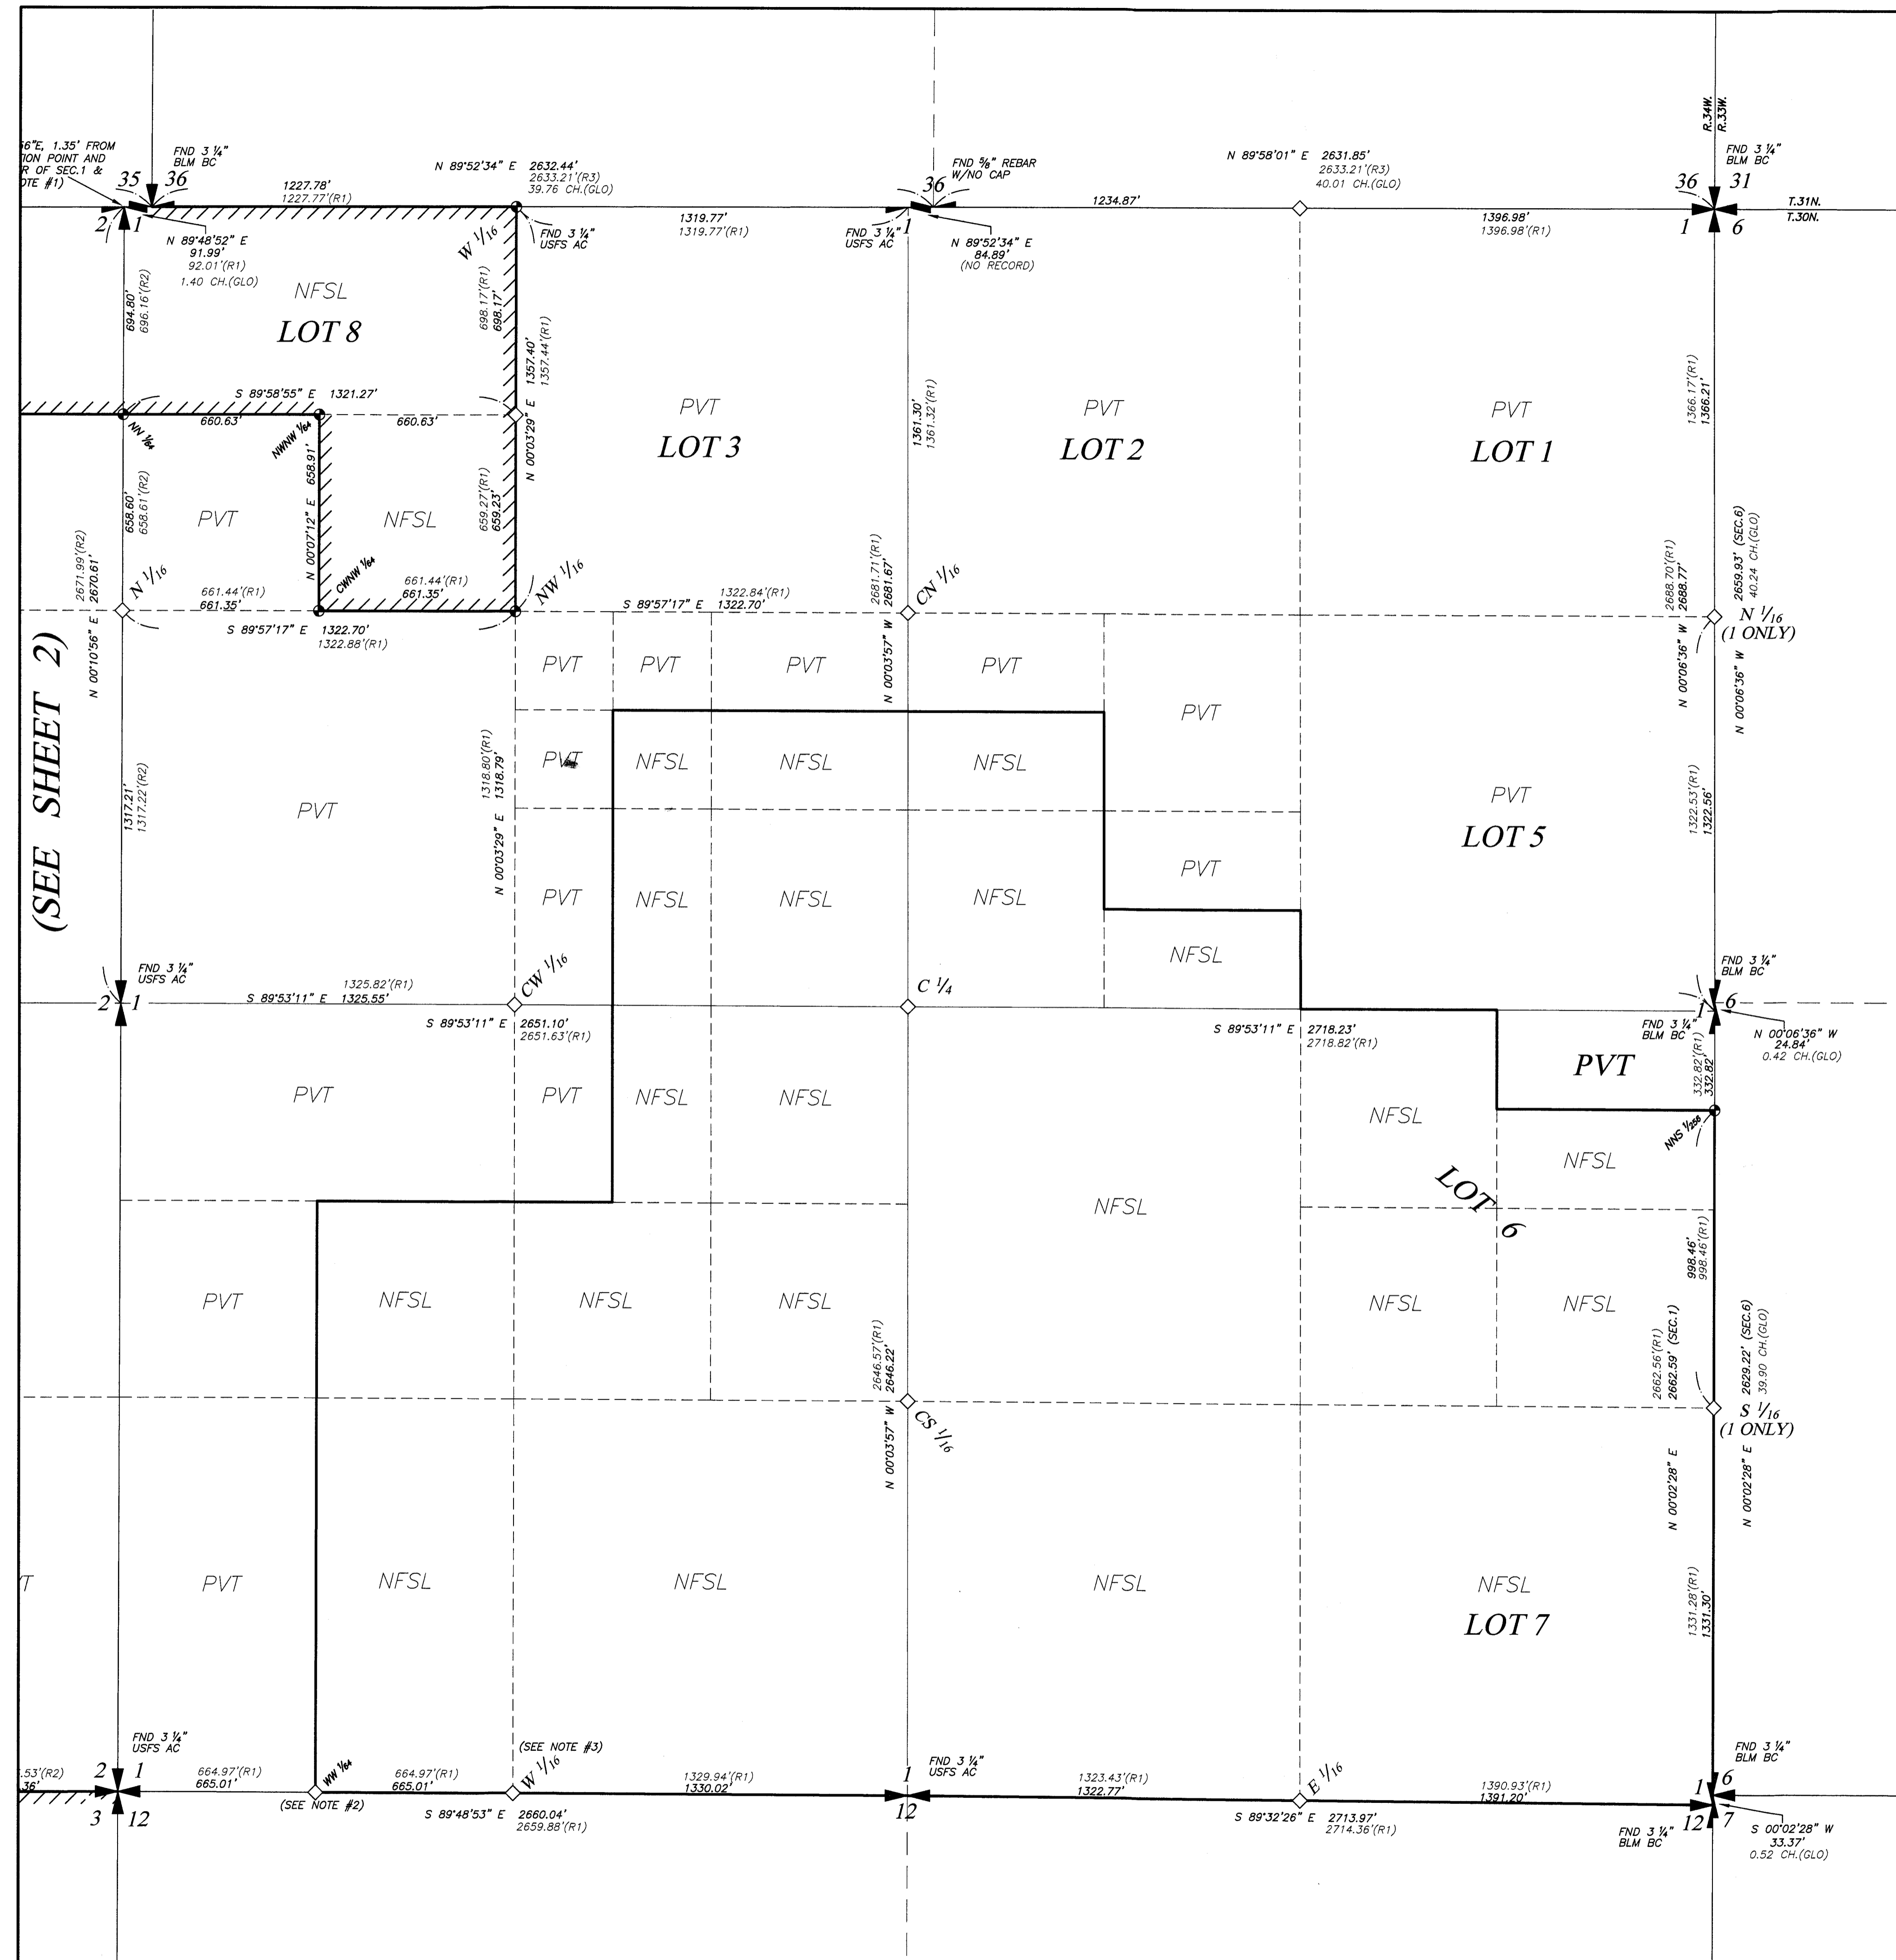 R.34W.
R.33W.
T.31N.
T.30N.
56"E, 1.35' FROM
ION POINT AND
R OF SEC.1 &
OTE #1)
35
36
FND 3 ¼"
BLM BC
N 89°52'34" E 2632.44'
2633.21'(R3)
39.76 CH.(GLO)
1227.78'
1227.77'(R1)
36
FND ⅝" REBAR
W/NO CAP
N 89°58'01" E 2631.85'
2633.21'(R3)
40.01 CH.(GLO)
1234.87'
FND 3 ¼"
BLM BC
36
31
2
1
N 89°48'52" E
91.99'
92.01'(R1)
1.40 CH.(GLO)
W 1/16
FND 3 ¼"
USFS AC
1319.77'
1319.77'(R1)
FND 3 ¼"
USFS AC
1
N 89°52'34" E
84.89'
(NO RECORD)
1396.98'
1396.98'(R1)
1
6
694.80'
696.16'(R2)
NFSL
LOT 8
698.17'(R1)
698.17'
1357.40'
1357.44'(R1)
N 00°03'29" E
S 89°58'55" E 1321.27'
660.63'
660.63'
NN 1/64
NWNW 1/64
PVT
LOT 3
1361.30'
1361.32'(R1)
PVT
LOT 2
PVT
LOT 1
1366.17'(R1)
1366.21'
658.60'
658.61'(R2)
PVT
N 00°07'12" E 658.91'
NFSL
659.27'(R1)
659.23'
2671.99'(R2)
N 00°10'56" E 2670.61'
N 1/16
661.44'(R1)
661.35'
CWNW 1/64
661.44'(R1)
661.35'
NW 1/16
S 89°57'17" E 1322.70'
1322.88'(R1)
1322.84'(R1)
S 89°57'17" E 1322.70'
2681.71'(R1)
N 00°03'57" W 2681.67'
CN 1/16
2688.70'(R1)
N 00°06'36" W 2688.77'
N 00°06'36" W 2659.93' (SEC.6)
40.24 CH.(GLO)
N 1/16
(1 ONLY)
(SEE SHEET 2)
PVT
PVT
PVT
PVT
PVT
PVT
NFSL
NFSL
NFSL
1317.21'
1317.22'(R2)
PVT
1318.80'(R1)
N 00°03'29" E 1318.79'
PVT
LOT 5
1322.53'(R1)
1322.56'
PVT
NFSL
NFSL
NFSL
PVT
NFSL
FND 3 ¼"
USFS AC
2
1
1325.82'(R1)
S 89°53'11" E 1325.55'
CW 1/16
C ¼
FND 3 ¼"
BLM BC
6
1
S 89°53'11" E 2651.10'
2651.63'(R1)
S 89°53'11" E 2718.23'
2718.82'(R1)
FND 3 ¼"
BLM BC
N 00°06'36" W
24.84'
0.42 CH.(GLO)
PVT
332.82'(R1)
332.82'
PVT
PVT
NFSL
NFSL
NFSL
NNS 1/256
NFSL
NFSL
LOT 6
998.46'
998.46'(R1)
PVT
NFSL
NFSL
NFSL
NFSL
NFSL
2646.57'(R1)
N 00°03'57" W 2646.22'
CS 1/16
2662.56'(R1)
N 00°02'28" E 2662.59' (SEC.1)
N 00°02'28" E 2629.22' (SEC.6)
39.90 CH.(GLO)
S 1/16
(1 ONLY)
PVT
NFSL
NFSL
NFSL
NFSL
LOT 7
1331.28'(R1)
1331.30'
FND 3 ¼"
USFS AC
.53'(R2)
.36'
2
1
3
12
664.97'(R1)
665.01'
WW 1/64
(SEE NOTE #2)
664.97'(R1)
665.01'
(SEE NOTE #3)
W 1/16
S 89°48'53" E 2660.04'
2659.88'(R1)
1329.94'(R1)
1330.02'
1
12
FND 3 ¼"
USFS AC
1323.43'(R1)
1322.77'
E 1/16
S 89°32'26" E 2713.97'
2714.36'(R1)
1390.93'(R1)
1391.20'
FND 3 ¼"
BLM BC
1
6
12
7
FND 3 ¼"
BLM BC
S 00°02'28" W
33.37'
0.52 CH.(GLO)